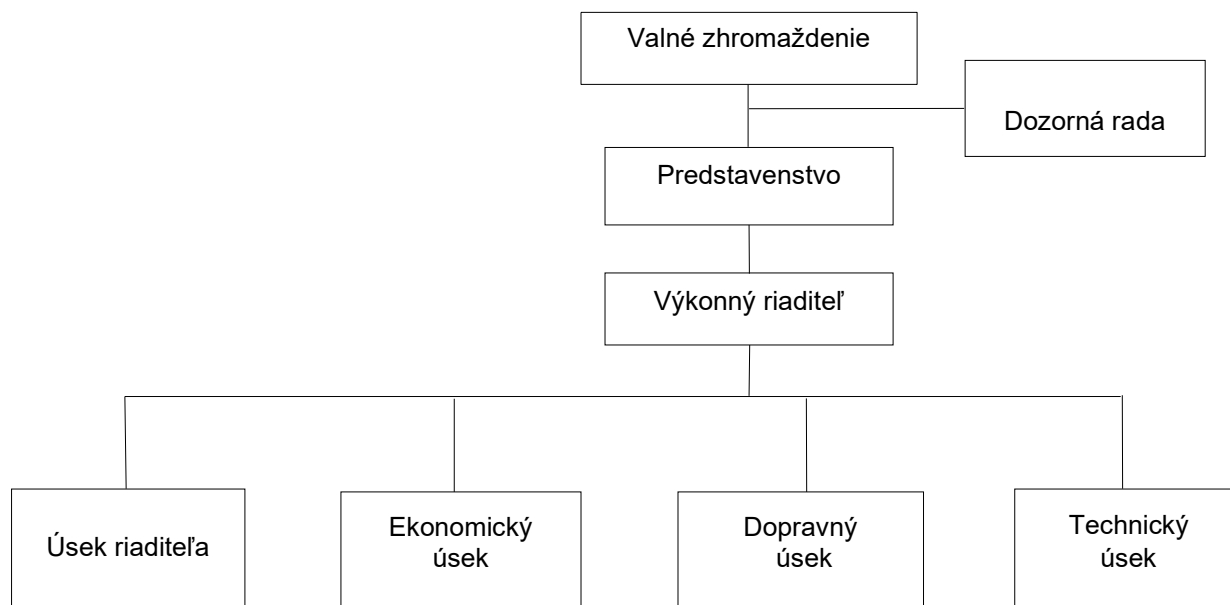 Valné zhromaždenie
Dozorná rada
Predstavenstvo
Výkonný riaditeľ
Úsek riaditeľa
Ekonomický
úsek
Dopravný
úsek
Technický
úsek